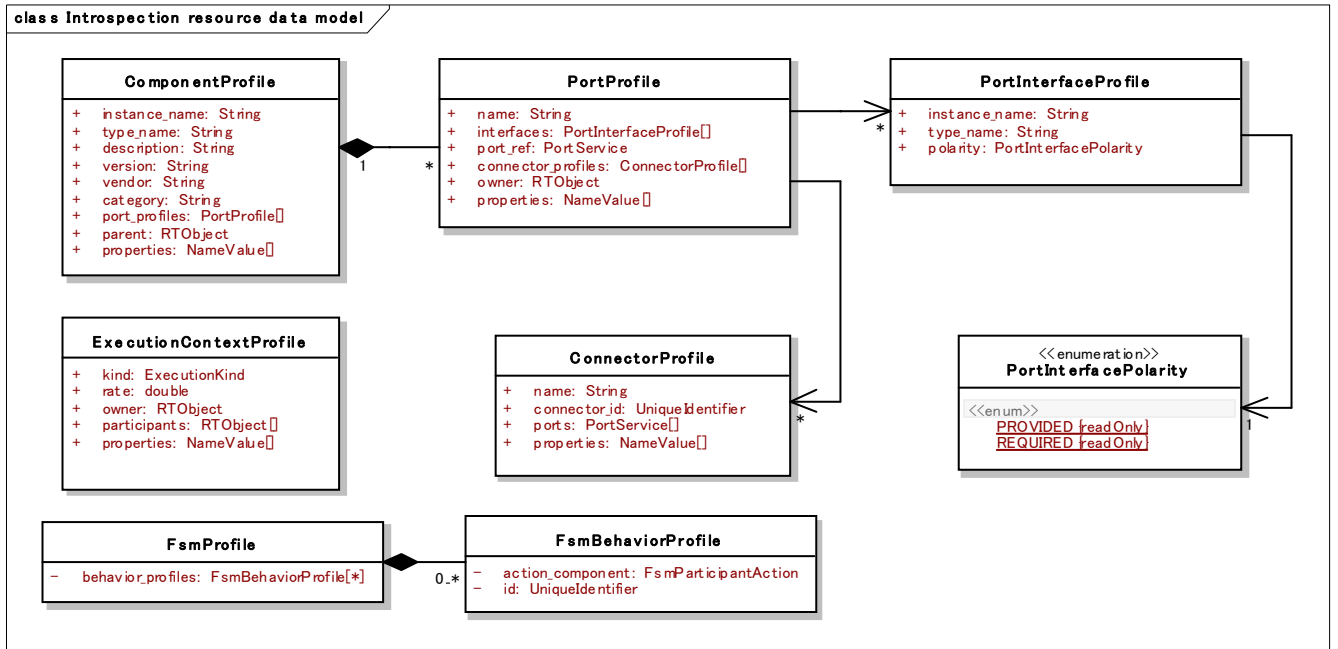 class Introspection resource data model
ComponentProfile
+ instance_name: String
+ type_name: String
+ description: String
+ version: String
+ vendor: String
+ category: String
+ port_profiles: PortProfile[]
+ parent: RTObject
+ properties: NameValue[]
1
*
PortProfile
+ name: String
+ interfaces: PortInterfaceProfile[]
+ port_ref: PortService
+ connector_profiles: ConnectorProfile[]
+ owner: RTObject
+ properties: NameValue[]
*
PortInterfaceProfile
+ instance_name: String
+ type_name: String
+ polarity: PortInterfacePolarity
ExecutionContextProfile
+ kind: ExecutionKind
+ rate: double
+ owner: RTObject
+ participants: RTObject[]
+ properties: NameValue[]
ConnectorProfile
+ name: String
+ connector_id: UniqueIdentifier
+ ports: PortService[]
+ properties: NameValue[]
*
<<enumeration>>
PortInterfacePolarity
<<enum>>
PROVIDED {readOnly}
REQUIRED {readOnly}
1
FsmProfile
- behavior_profiles: FsmBehaviorProfile[*]
0..*
FsmBehaviorProfile
- action_component: FsmParticipantAction
- id: UniqueIdentifier